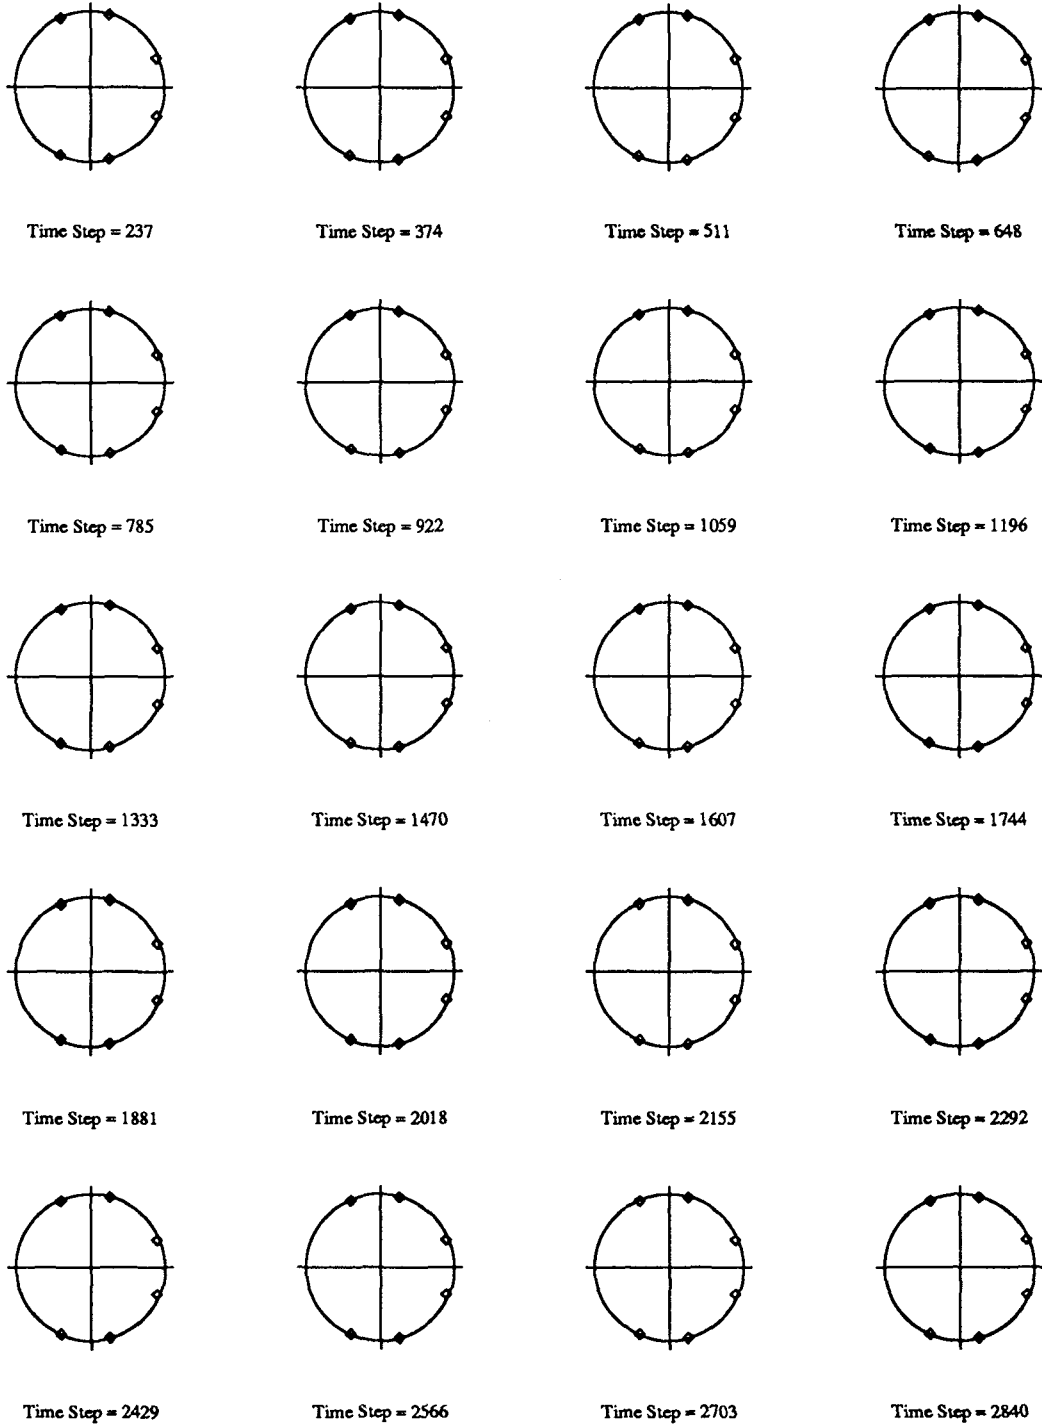 Time Step = 237
Time Step = 374
Time Step = 511
Time Step = 648
Time Step = 785
Time Step = 922
Time Step = 1059
Time Step = 1196
Time Step = 1333
Time Step = 1470
Time Step = 1607
Time Step = 1744
Time Step = 1881
Time Step = 2018
Time Step = 2155
Time Step = 2292
Time Step = 2429
Time Step = 2566
Time Step = 2703
Time Step = 2840